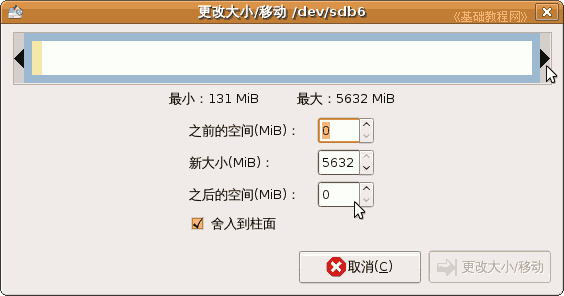 更改大小/移动 /dev/sdb6
《基础教程网》
最小：131 MiB 最大：5632 MiB
之前的空间(MiB)： 0
新大小(MiB)： 5632
之后的空间(MiB)： 0
舍入到柱面
取消(C) 更改大小/移动